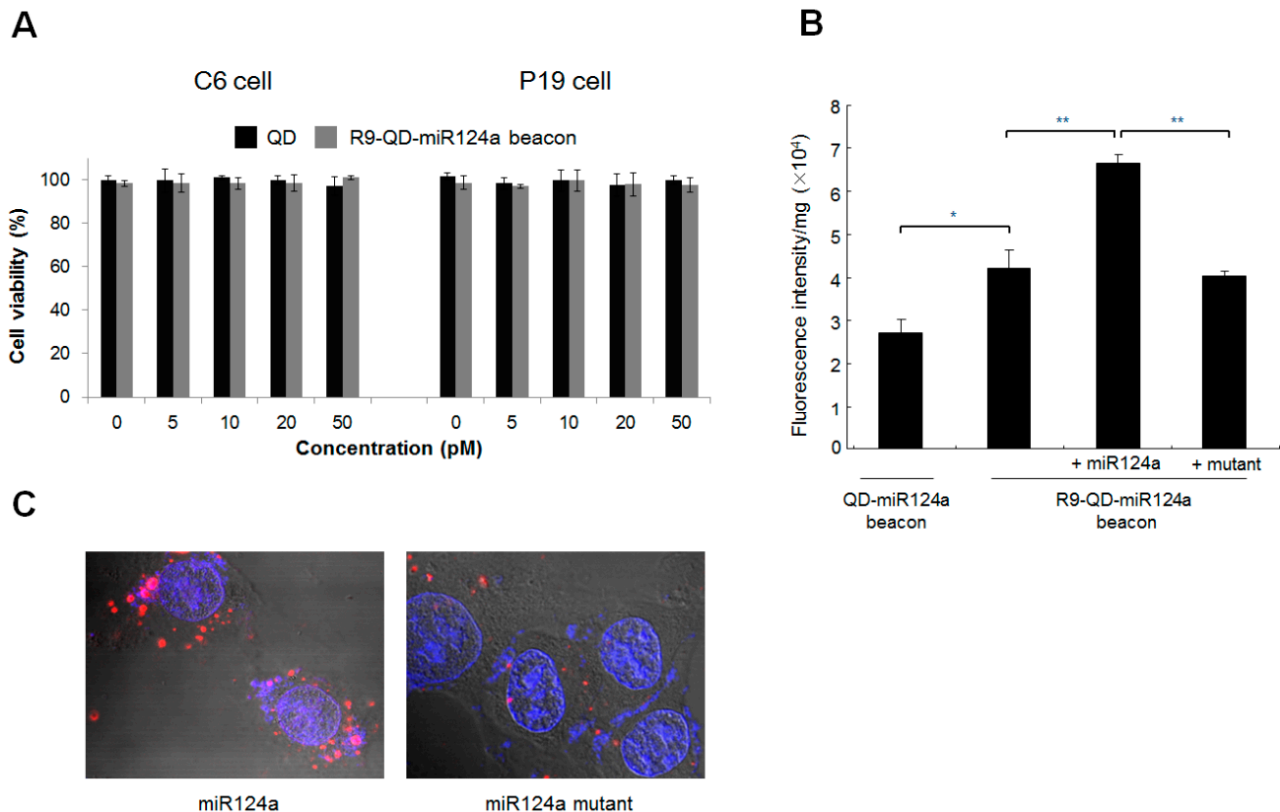 A
C6 cell
P19 cell
QD
R9-QD-miR124a beacon
Cell viability (%)
100
80
60
40
20
0
0 5 10 20 50 0 5 10 20 50
Concentration (pM)
B
Fluorescence intensity/mg (×10⁴)
8
7
6
5
4
3
2
1
0
*
**
**
+ miR124a
+ mutant
QD-miR124a
beacon
R9-QD-miR124a
beacon
C
miR124a
miR124a mutant